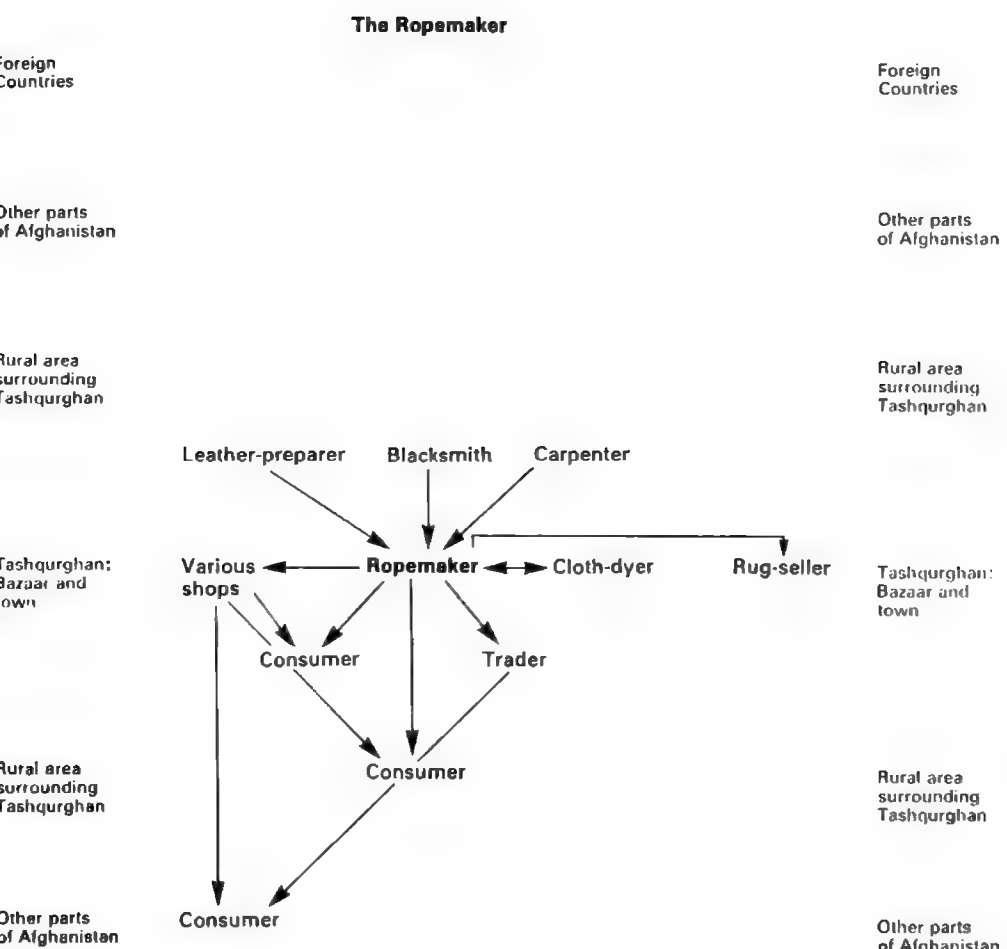 The Ropemaker
Foreign
Countries
Foreign
Countries
Other parts
of Afghanistan
Other parts
of Afghanistan
Rural area
surrounding
Tashqurghan
Rural area
surrounding
Tashqurghan
Leather-preparer Blacksmith Carpenter
Tashqurghan:
Bazaar and
town
Various
shops
Ropemaker Cloth-dyer Rug-seller
Tashqurghan:
Bazaar and
town
Consumer Trader
Rural area
surrounding
Tashqurghan
Consumer
Rural area
surrounding
Tashqurghan
Other parts
of Afghanistan
Consumer
Other parts
of Afghanistan